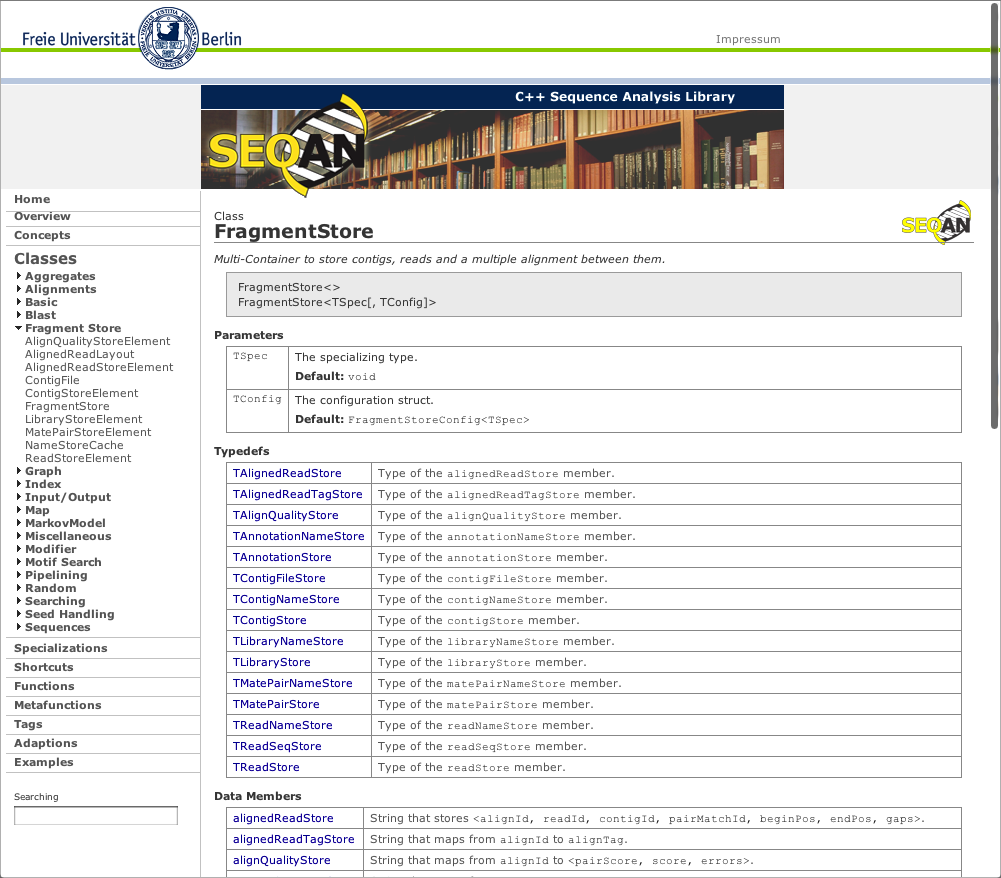 Freie Universität Berlin
Impressum
C++ Sequence Analysis Library
SEQAN
Home
Overview
Concepts
Classes
Aggregates
Alignments
Basic
Blast
Fragment Store
AlignQualityStoreElement
AlignedReadLayout
AlignedReadStoreElement
ContigFile
ContigStoreElement
FragmentStore
LibraryStoreElement
MatePairStoreElement
NameStoreCache
ReadStoreElement
Graph
Index
Input/Output
Map
MarkovModel
Miscellaneous
Modifier
Motif Search
Pipelining
Random
Searching
Seed Handling
Sequences
Specializations
Shortcuts
Functions
Metafunctions
Tags
Adaptions
Examples
Searching
Class
FragmentStore
SEQAN
Multi-Container to store contigs, reads and a multiple alignment between them.
FragmentStore<>
FragmentStore<TSpec[, TConfig]>
Parameters
TSpec The specializing type.
Default: void
TConfig The configuration struct.
Default: FragmentStoreConfig<TSpec>
Typedefs
TAlignedReadStore Type of the alignedReadStore member.
TAlignedReadTagStore Type of the alignedReadTagStore member.
TAlignQualityStore Type of the alignQualityStore member.
TAnnotationNameStore Type of the annotationNameStore member.
TAnnotationStore Type of the annotationStore member.
TContigFileStore Type of the contigFileStore member.
TContigNameStore Type of the contigNameStore member.
TContigStore Type of the contigStore member.
TLibraryNameStore Type of the libraryNameStore member.
TLibraryStore Type of the libraryStore member.
TMatePairNameStore Type of the matePairNameStore member.
TMatePairStore Type of the matePairStore member.
TReadNameStore Type of the readNameStore member.
TReadSeqStore Type of the readSeqStore member.
TReadStore Type of the readStore member.
Data Members
alignedReadStore String that stores <alignId, readId, contigId, pairMatchId, beginPos, endPos, gaps>.
alignedReadTagStore String that maps from alignId to alignTag.
alignQualityStore String that maps from alignId to <pairScore, score, errors>.